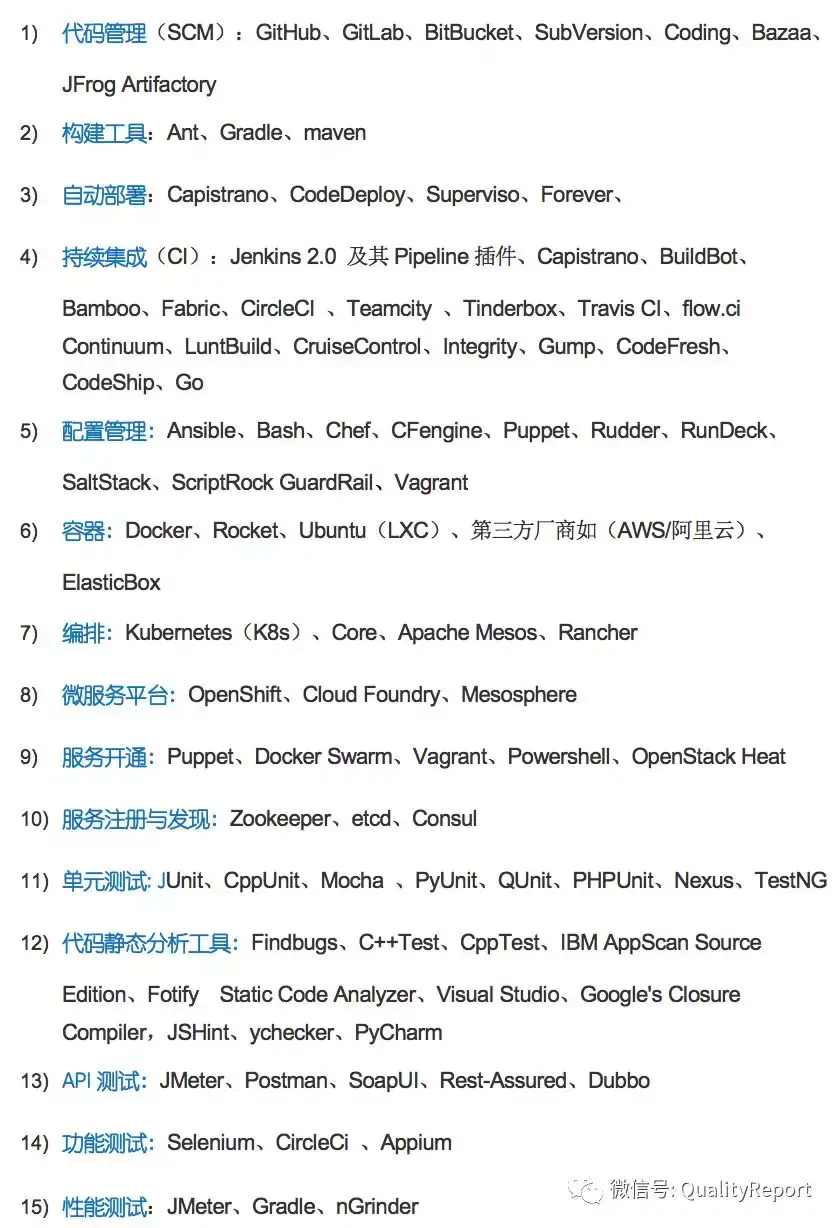 1) 代码管理（SCM）：GitHub、GitLab、BitBucket、SubVersion、Coding、Bazaa、
JFrog Artifactory
2) 构建工具：Ant、Gradle、maven
3) 自动部署：Capistrano、CodeDeploy、Superviso、Forever、
4) 持续集成（CI）：Jenkins 2.0 及其 Pipeline 插件、Capistrano、BuildBot、
Bamboo、Fabric、CircleCI 、Teamcity 、Tinderbox、Travis CI、flow.ci
Continuum、LuntBuild、CruiseControl、Integrity、Gump、CodeFresh、
CodeShip、Go
5) 配置管理：Ansible、Bash、Chef、CFengine、Puppet、Rudder、RunDeck、
SaltStack、ScriptRock GuardRail、Vagrant
6) 容器：Docker、Rocket、Ubuntu（LXC）、第三方厂商如（AWS/阿里云）、
ElasticBox
7) 编排：Kubernetes（K8s）、Core、Apache Mesos、Rancher
8) 微服务平台：OpenShift、Cloud Foundry、Mesosphere
9) 服务开通：Puppet、Docker Swarm、Vagrant、Powershell、OpenStack Heat
10) 服务注册与发现：Zookeeper、etcd、Consul
11) 单元测试: JUnit、CppUnit、Mocha 、PyUnit、QUnit、PHPUnit、Nexus、TestNG
12) 代码静态分析工具：Findbugs、C++Test、CppTest、IBM AppScan Source
Edition、Fotify Static Code Analyzer、Visual Studio、Google's Closure
Compiler，JSHint、ychecker、PyCharm
13) API 测试：JMeter、Postman、SoapUI、Rest-Assured、Dubbo
14) 功能测试：Selenium、CircleCi 、Appium
15) 性能测试：JMeter、Gradle、nGrinder
微信号: QualityReport